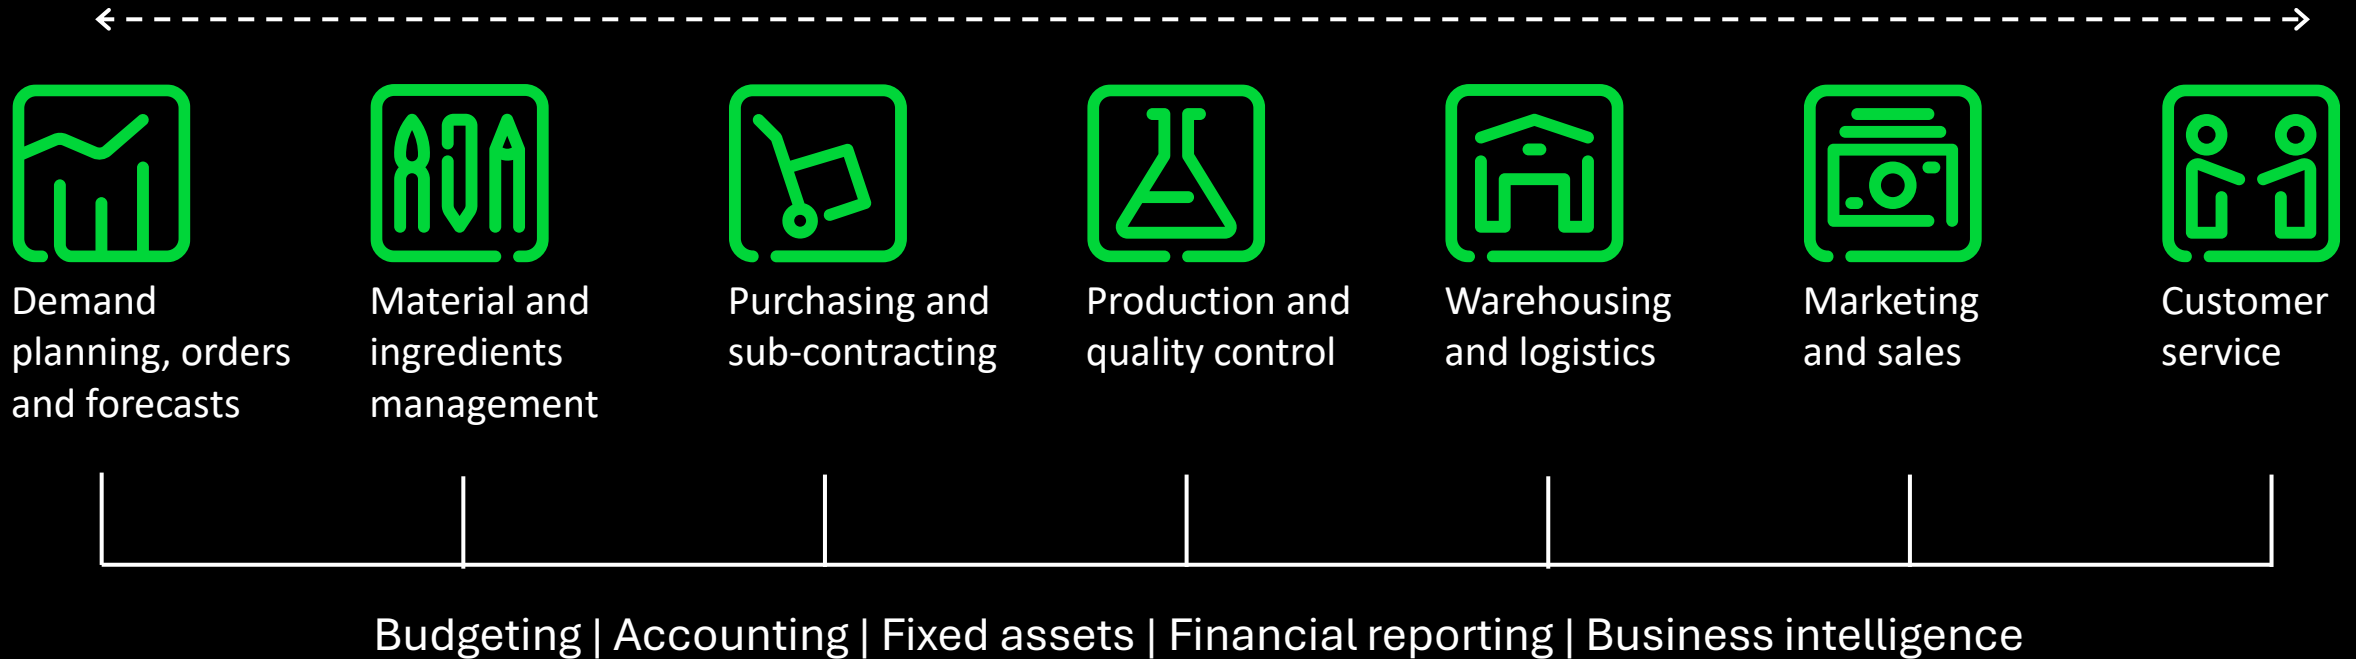 Demand
planning, orders
and forecasts
Material and
ingredients
management
Purchasing and
sub-contracting
Production and
quality control
Warehousing
and logistics
Marketing
and sales
Customer
service
Budgeting | Accounting | Fixed assets | Financial reporting | Business intelligence